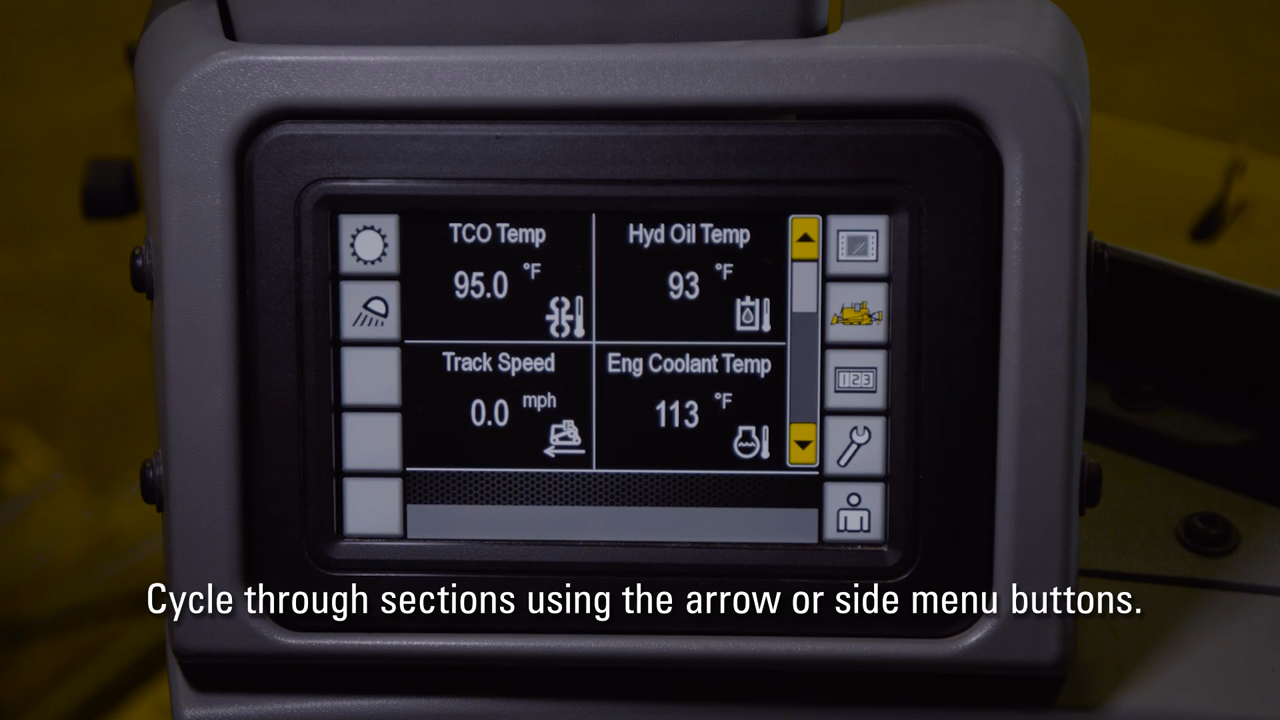 TCO Temp
95.0 °F
Hyd Oil Temp
93 °F
Track Speed
0.0 mph
Eng Coolant Temp
113 °F
123
Cycle through sections using the arrow or side menu buttons.